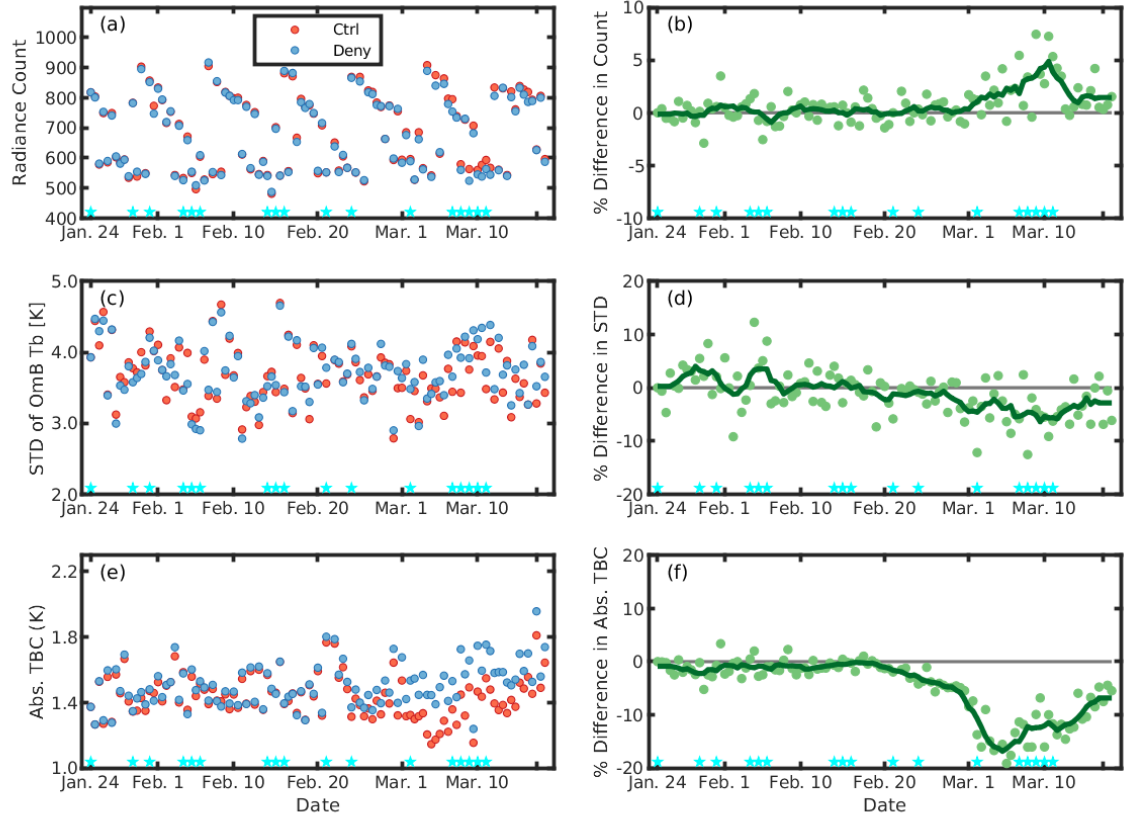 (a)
Ctrl
Deny
Radiance Count
1100
1000
900
800
700
600
500
400
Jan. 24 Feb. 1 Feb. 10 Feb. 20 Mar. 1 Mar. 10
(b)
% Difference in Count
10
5
0
-5
-10
Jan. 24 Feb. 1 Feb. 10 Feb. 20 Mar. 1 Mar. 10
(c)
STD of OmB Tb [K]
5.0
4.0
3.0
2.0
Jan. 24 Feb. 1 Feb. 10 Feb. 20 Mar. 1 Mar. 10
(d)
% Difference in STD
20
10
0
-10
-20
Jan. 24 Feb. 1 Feb. 10 Feb. 20 Mar. 1 Mar. 10
(e)
Abs. TBC (K)
2.2
1.8
1.4
1.0
Jan. 24 Feb. 1 Feb. 10 Feb. 20 Mar. 1 Mar. 10
Date
(f)
% Difference in Abs. TBC
20
10
0
-10
-20
Jan. 24 Feb. 1 Feb. 10 Feb. 20 Mar. 1 Mar. 10
Date